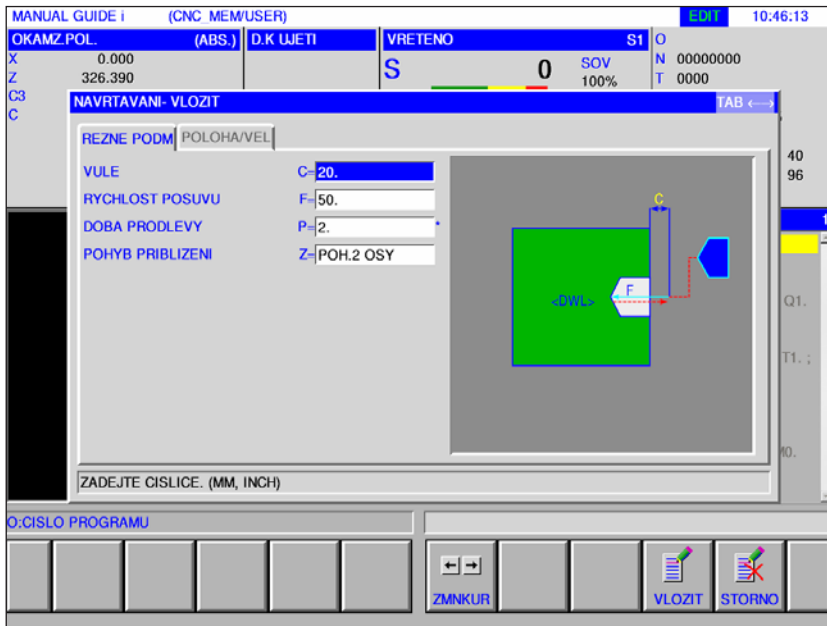 MANUAL GUIDE i (CNC_MEM/USER) EDIT 10:46:13
OKAMZ.POL. (ABS.) D.K UJETI VRETENO S1 O
X 0.000 N 00000000
Z 326.390 S 0 SOV 100% T 0000
C3
C
NAVRTAVANI- VLOZIT TAB
REZNE PODM POLOHA/VEL
VULE C= 20.
RYCHLOST POSUVU F= 50.
DOBA PRODLEVY P= 2.
POHYB PRIBLIZENI Z= POH.2 OSY
C
<DWL> F
40
96
Q1.
T1. ;
ZADEJTE CISLICE. (MM, INCH)
O:CISLO PROGRAMU
ZMNKUR VLOZIT STORNO